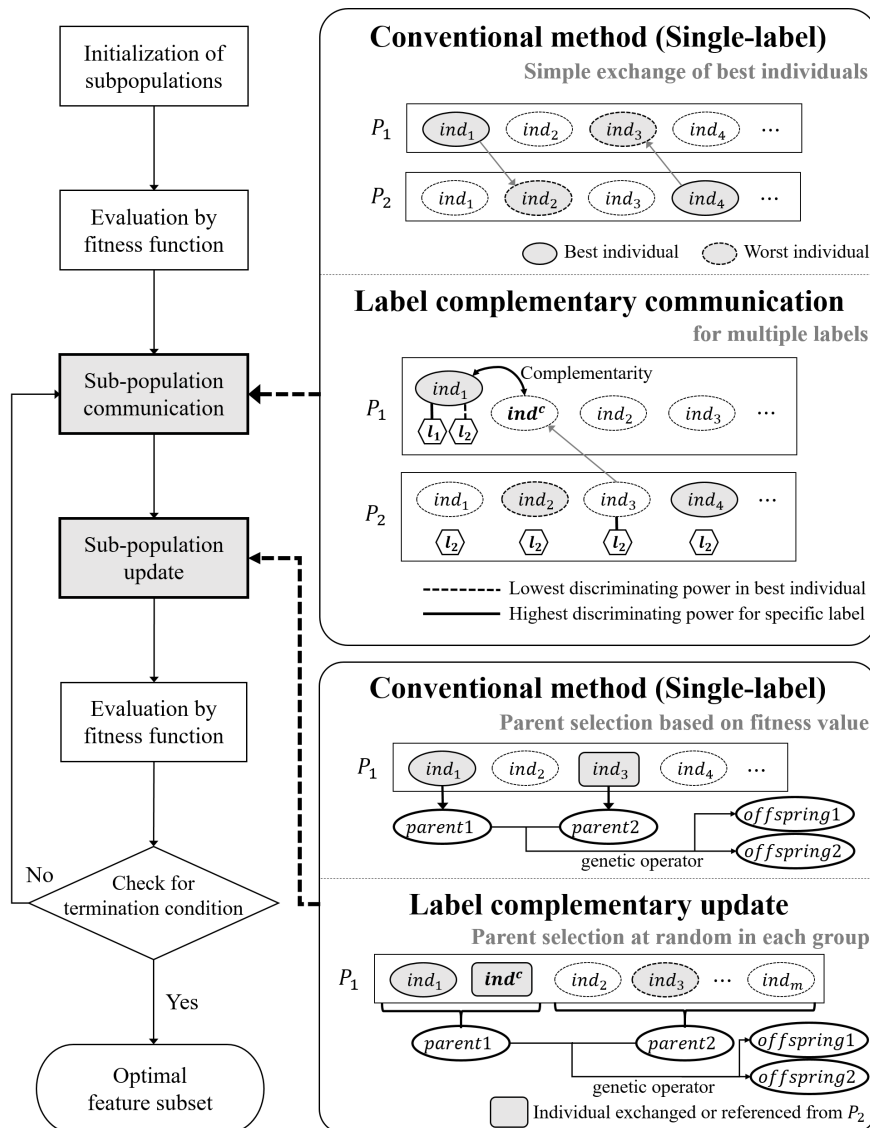 Initialization of
subpopulations
Evaluation by
fitness function
Sub-population
communication
Sub-population
update
Evaluation by
fitness function
No
Check for
termination condition
Yes
Optimal
feature subset
Conventional method (Single-label)
Simple exchange of best individuals
P₁ ind₁ ind₂ ind₃ ind₄ ⋯
P₂ ind₁ ind₂ ind₃ ind₄ ⋯
Best individual Worst individual
Label complementary communication
for multiple labels
Complementarity
P₁ ind₁ indᶜ ind₂ ind₃ ⋯
l₁ l₂
P₂ ind₁ ind₂ ind₃ ind₄ ⋯
l₂ l₂ l₂ l₂
Lowest discriminating power in best individual
Highest discriminating power for specific label
Conventional method (Single-label)
Parent selection based on fitness value
P₁ ind₁ ind₂ ind₃ ind₄ ⋯
parent1 parent2 offspring1
genetic operator offspring2
Label complementary update
Parent selection at random in each group
P₁ ind₁ indᶜ ind₂ ind₃ ⋯ indₘ
parent1 parent2 offspring1
genetic operator offspring2
Individual exchanged or referenced from P₂